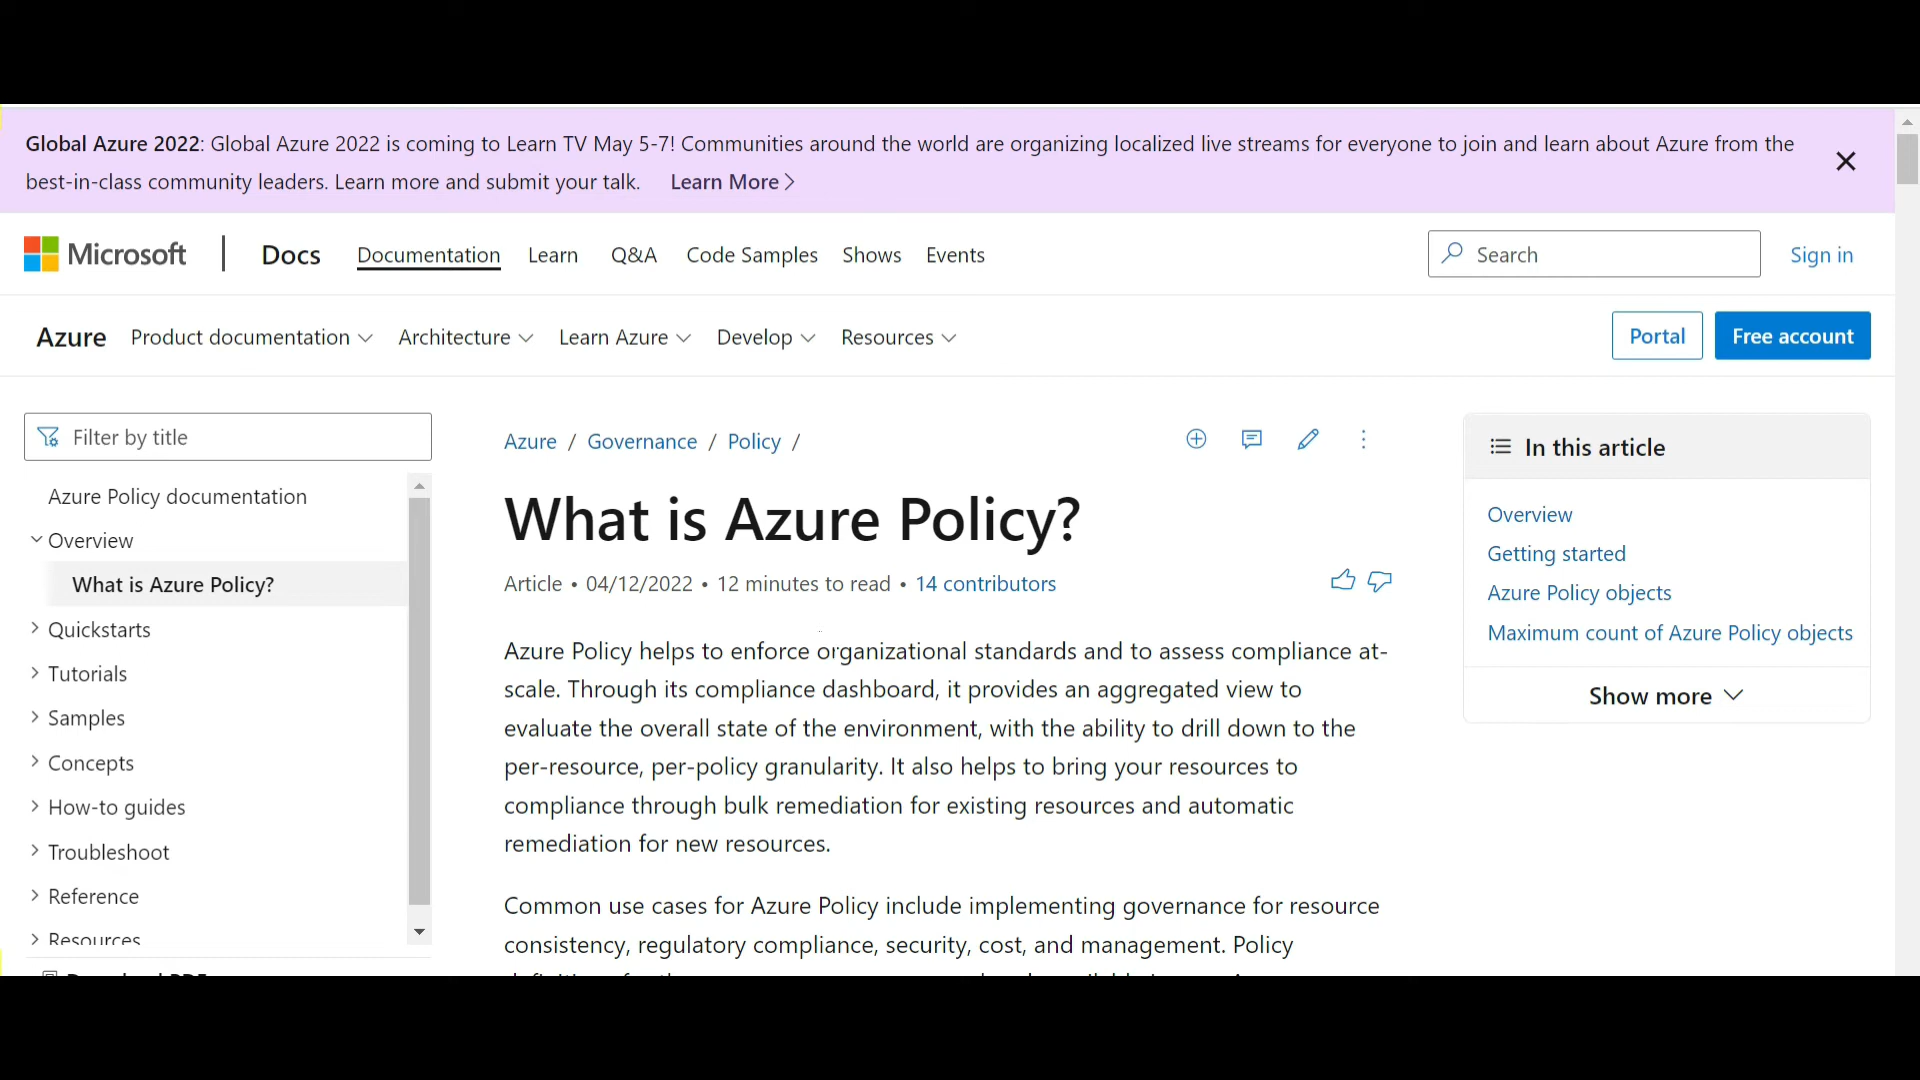 Global Azure 2022: Global Azure 2022 is coming to Learn TV May 5-7! Communities around the world are organizing localized live streams for everyone to join and learn about Azure from the
best-in-class community leaders. Learn more and submit your talk. Learn More
Microsoft Docs Documentation Learn Q&A Code Samples Shows Events Search Sign in
Azure Product documentation Architecture Learn Azure Develop Resources Portal Free account
Filter by title
Azure Policy documentation
Overview
What is Azure Policy?
Quickstarts
Tutorials
Samples
Concepts
How-to guides
Troubleshoot
Reference
Resources
Azure / Governance / Policy /
What is Azure Policy?
Article • 04/12/2022 • 12 minutes to read • 14 contributors
Azure Policy helps to enforce organizational standards and to assess compliance at-
scale. Through its compliance dashboard, it provides an aggregated view to
evaluate the overall state of the environment, with the ability to drill down to the
per-resource, per-policy granularity. It also helps to bring your resources to
compliance through bulk remediation for existing resources and automatic
remediation for new resources.
Common use cases for Azure Policy include implementing governance for resource
consistency, regulatory compliance, security, cost, and management. Policy
In this article
Overview
Getting started
Azure Policy objects
Maximum count of Azure Policy objects
Show more